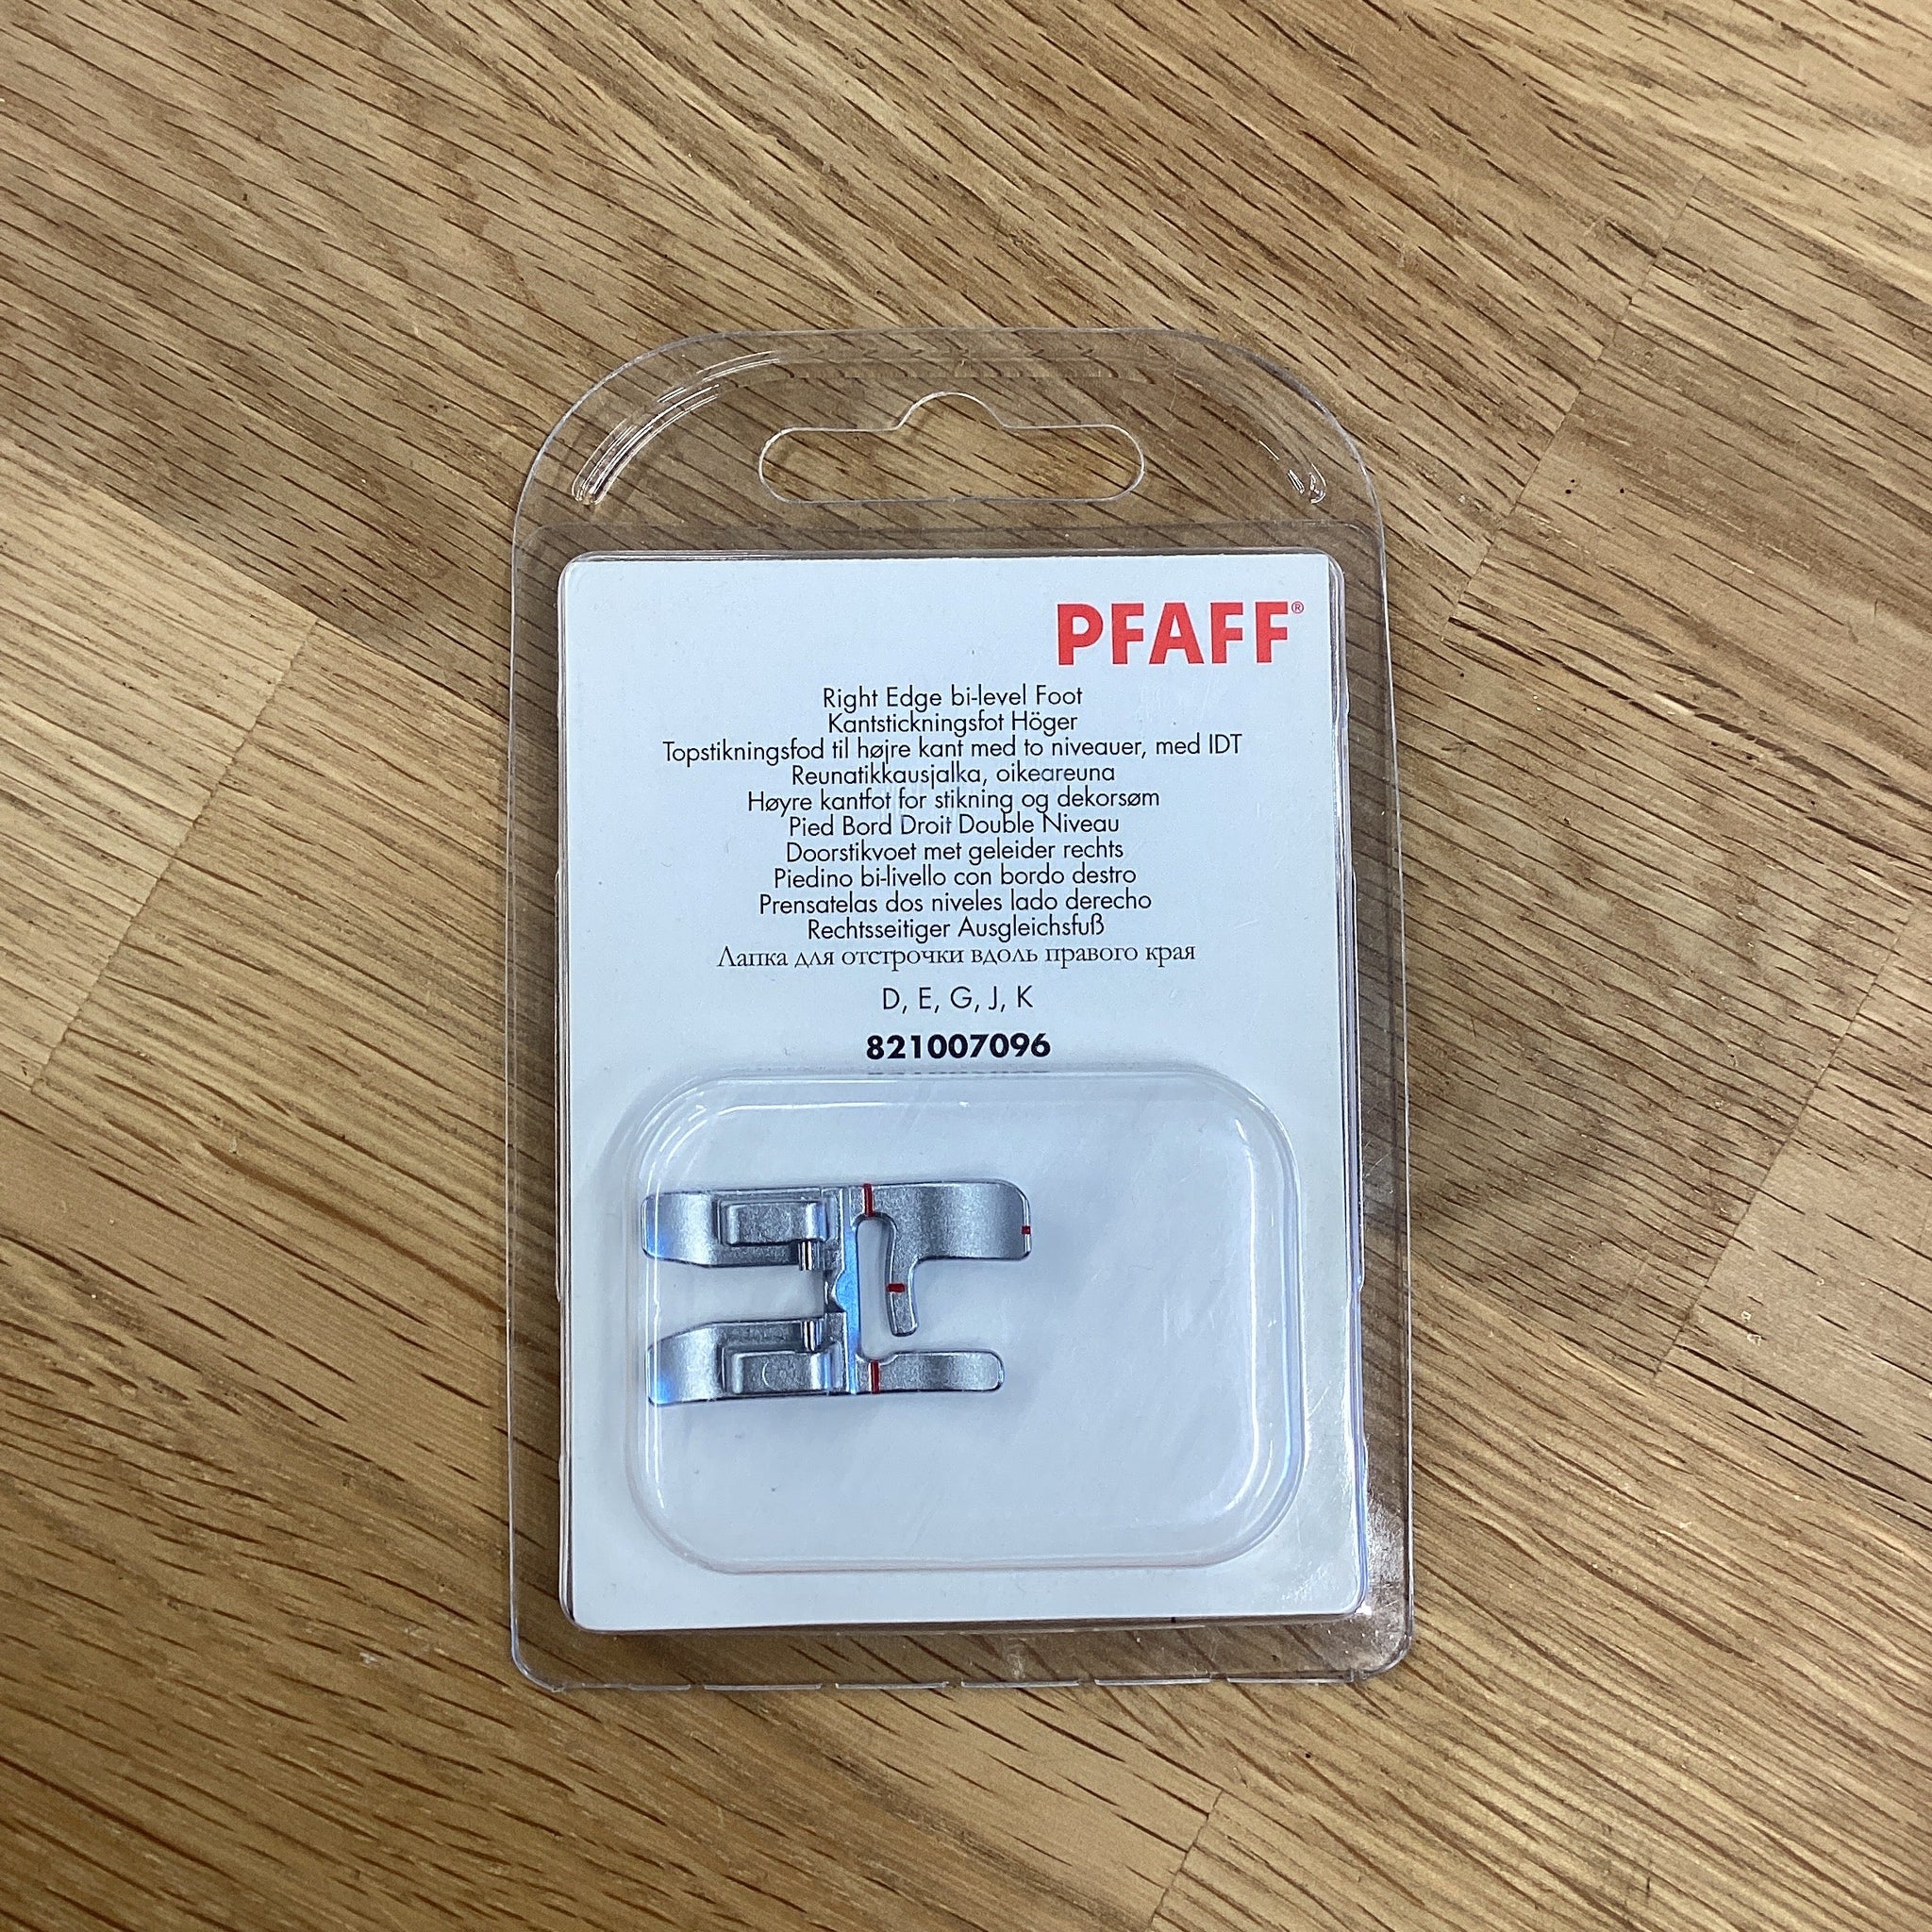 PFAFF®
Right Edge bi-level Foot
Kantstickningsfot Höger
Topstikningsfod til højre kant med to niveauer, med IDT
Reunatikkausjalka, oikeareuna
Høyre kantfot for stikning og dekorsøm
Pied Bord Droit Double Niveau
Doorstikvoet met geleider rechts
Piedino bi-livello con bordo destro
Prensatelas dos niveles lado derecho
Rechtsseitiger Ausgleichsfuß
Лапка для отстрочки вдоль правого края
D, E, G, J, K
821007096